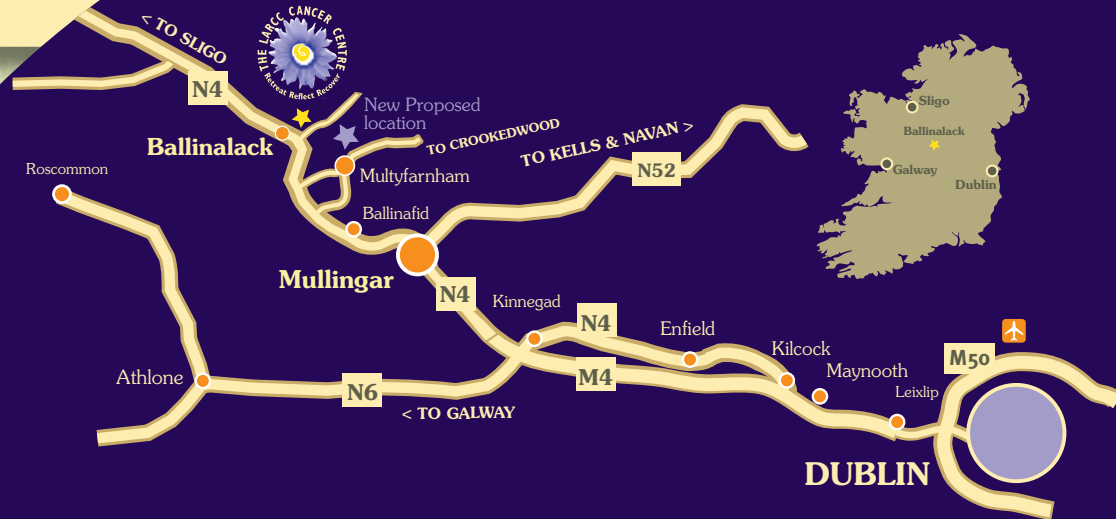 < TO SLIGO
THE LARCC CANCER CENTRE
Retreat Reflect Recover
N4
New Proposed
location
TO CROOKEDWOOD
TO KELLS & NAVAN >
Ballinalack
N52
Roscommon
Multyfarnham
Ballinafid
Mullingar
N4
Kinnegad
N4
Enfield
Kilcock
M50
Maynooth
Athlone
N6
M4
Leixlip
< TO GALWAY
DUBLIN
Sligo
Ballinalack
Galway
Dublin